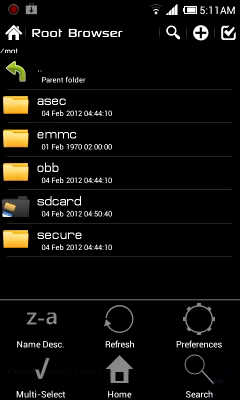 5:11AM
Root Browser
/mnt
..
Parent folder
asec
04 Feb 2012 04:44:10
emmc
01 Feb 1970 02:00:00
obb
04 Feb 2012 04:44:10
sdcard
04 Feb 2012 04:50:40
secure
04 Feb 2012 04:44:10
z-a
Name Desc. Refresh Preferences
Multi-Select Home Search